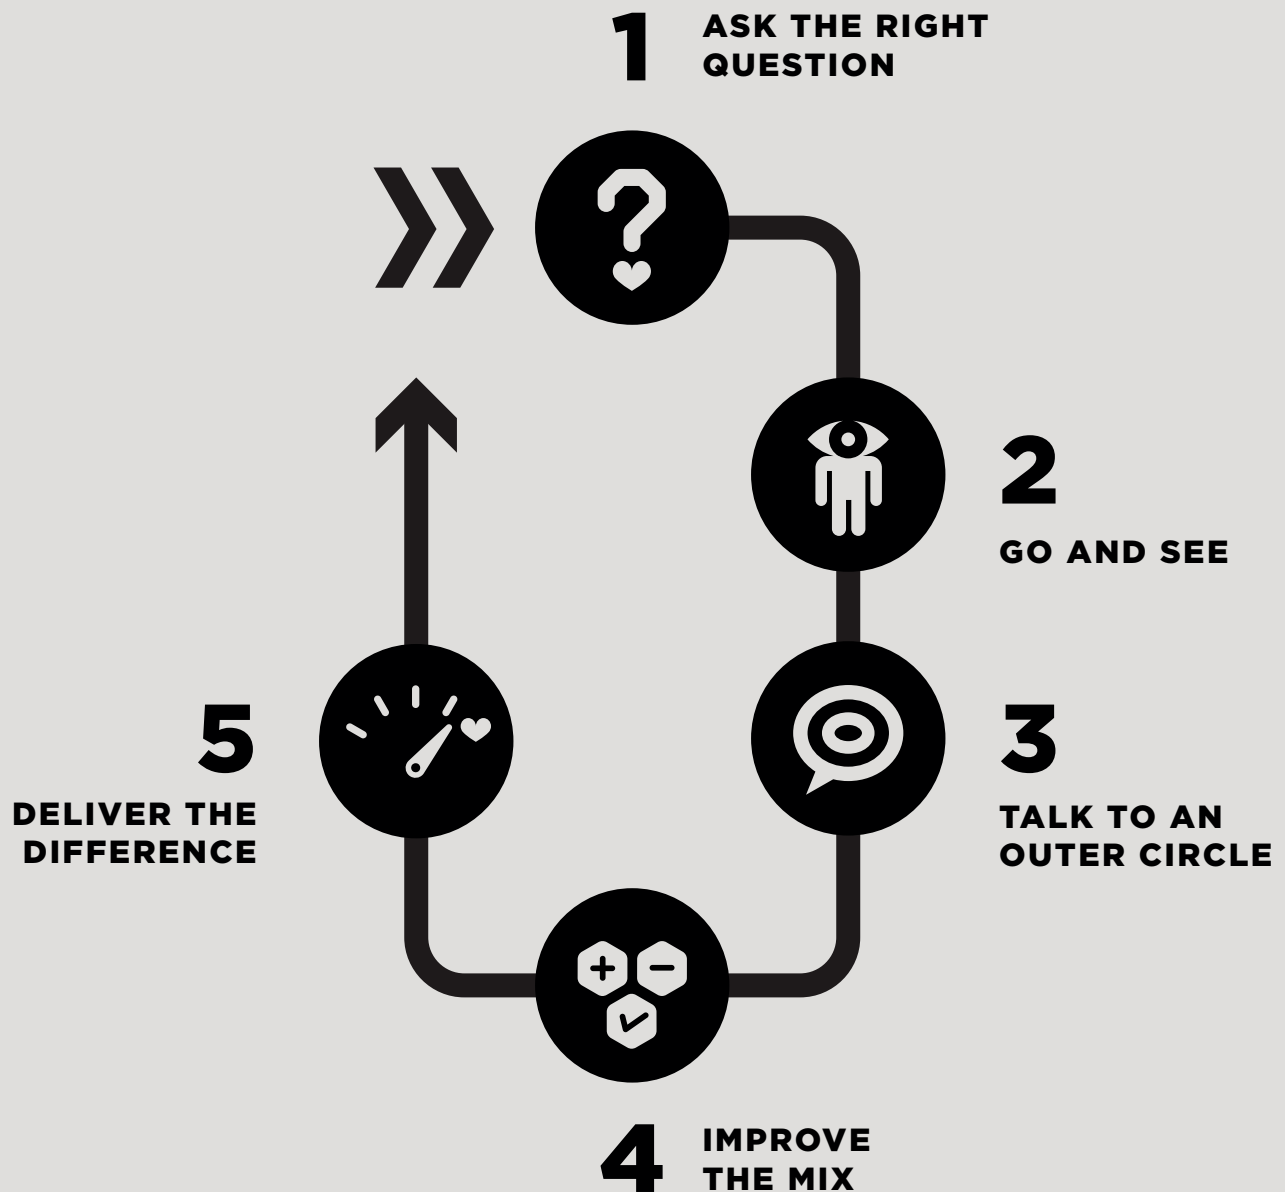 1
ASK THE RIGHT
QUESTION
2
GO AND SEE
3
TALK TO AN
OUTER CIRCLE
4
IMPROVE
THE MIX
5
DELIVER THE
DIFFERENCE